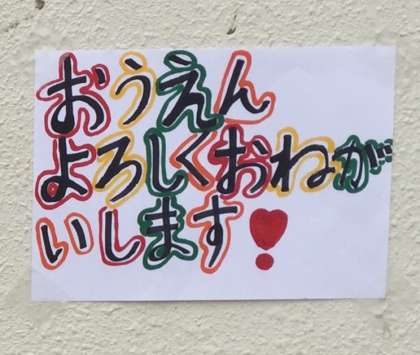 おうえん
よろしくおねが
いします❗